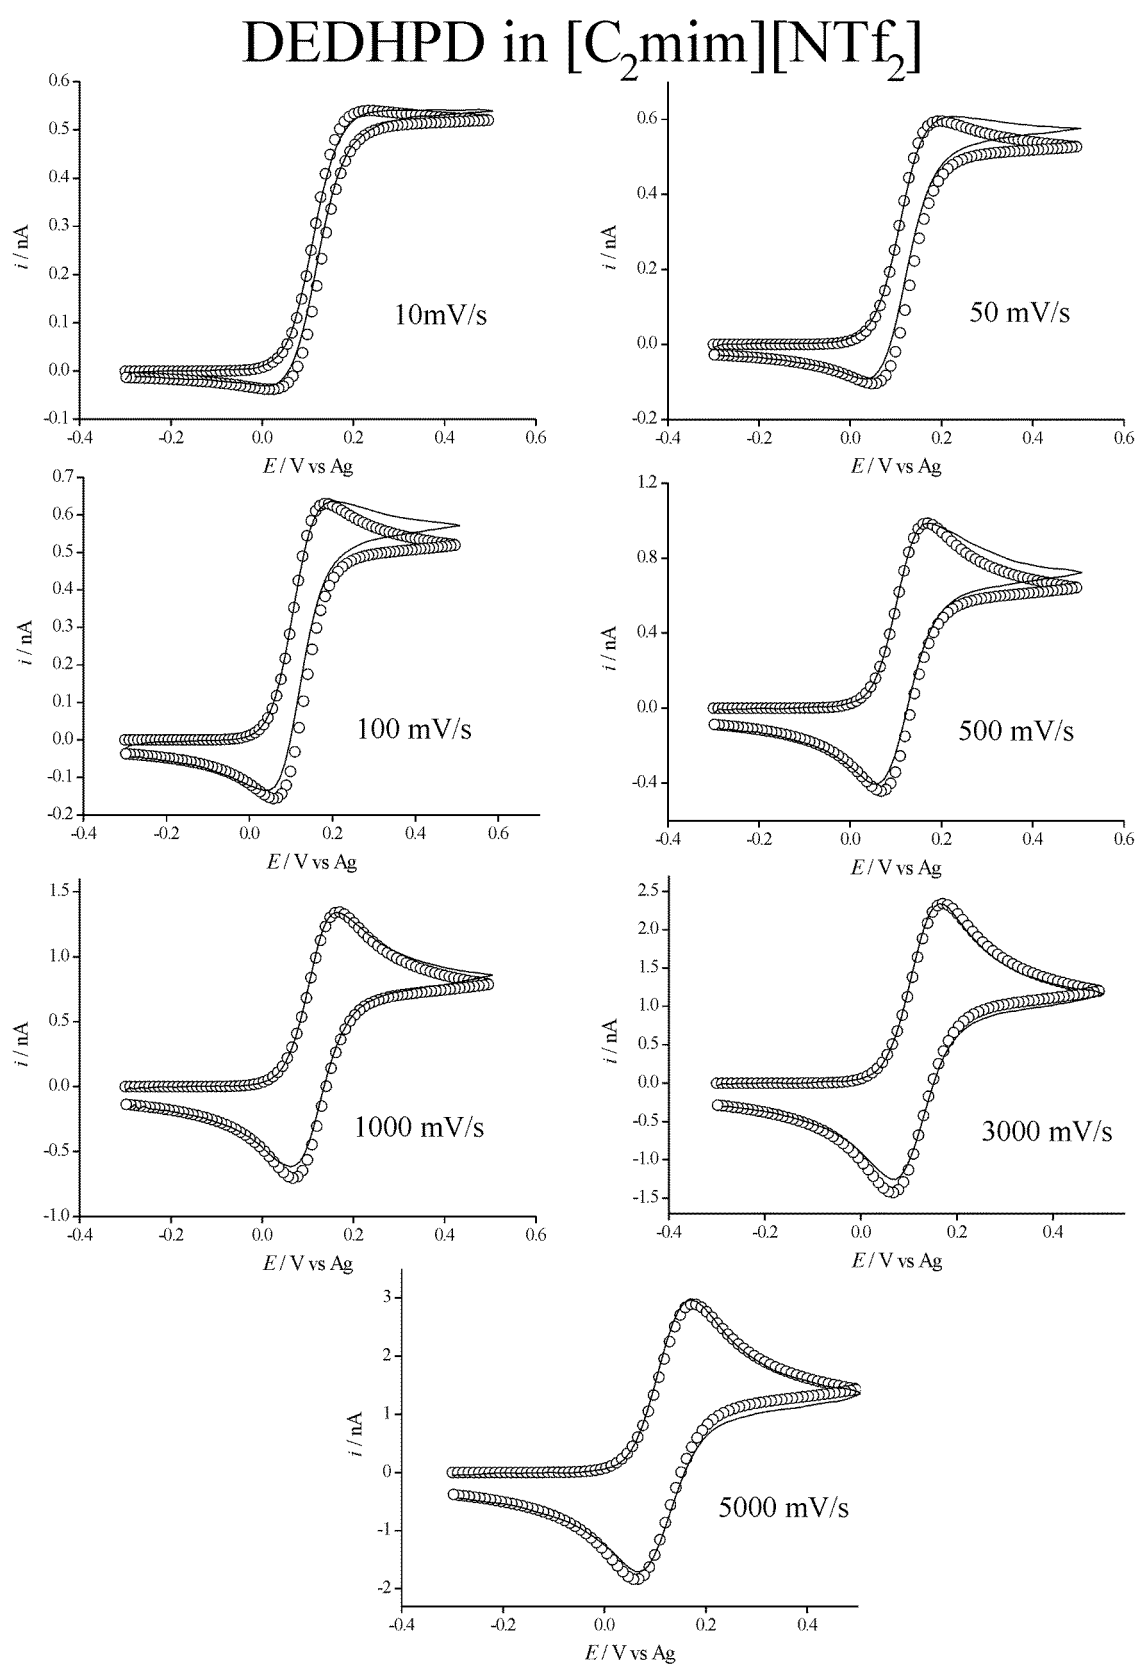 DEDHPD in [C₂mim][NTf₂]
0.6
0.5
0.4
0.3
0.2
0.1
0.0
-0.1
i / nA
10mV/s
-0.4 -0.2 0.0 0.2 0.4 0.6
E / V vs Ag
0.6
0.4
0.2
0.0
-0.2
i / nA
50 mV/s
-0.4 -0.2 0.0 0.2 0.4 0.6
E / V vs Ag
0.7
0.6
0.5
0.4
0.3
0.2
0.1
0.0
-0.1
-0.2
i / nA
100 mV/s
-0.4 -0.2 0.0 0.2 0.4 0.6
E / V vs Ag
1.2
0.8
0.4
0.0
-0.4
i / nA
500 mV/s
-0.4 -0.2 0.0 0.2 0.4 0.6
E / V vs Ag
1.5
1.0
0.5
0.0
-0.5
-1.0
i / nA
1000 mV/s
-0.4 -0.2 0.0 0.2 0.4 0.6
E / V vs Ag
2.5
2.0
1.5
1.0
0.5
0.0
-0.5
-1.0
-1.5
i / nA
3000 mV/s
-0.4 -0.2 0.0 0.2 0.4
E / V vs Ag
3
2
1
0
-1
-2
i / nA
5000 mV/s
-0.4 -0.2 0.0 0.2 0.4
E / V vs Ag